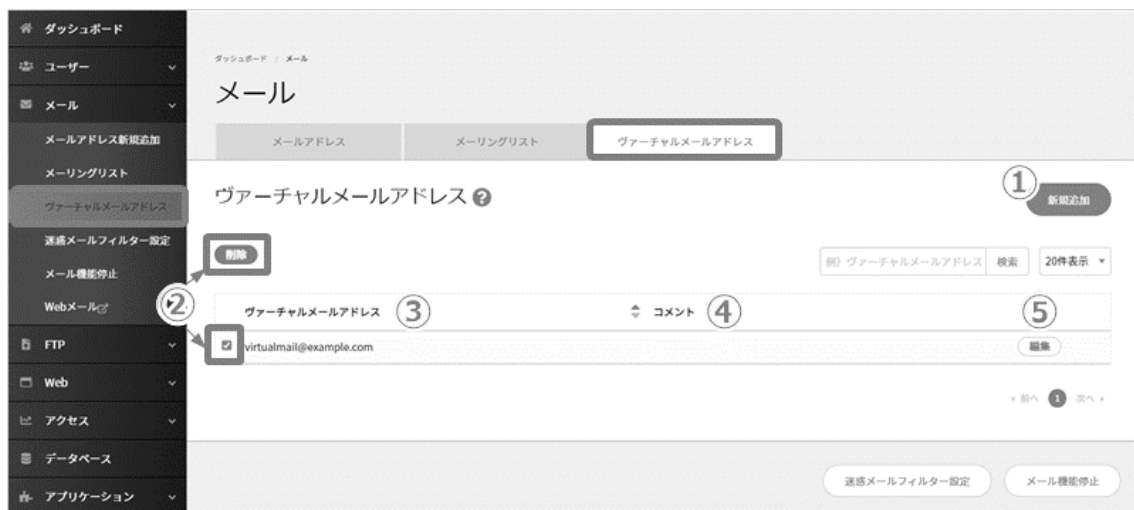 ダッシュボード
ユーザー
メール
メールアドレス新規追加
メーリングリスト
ヴァーチャルメールアドレス
迷惑メールフィルター設定
メール機能停止
Webメール
FTP
Web
アクセス
データベース
アプリケーション
ダッシュボード / メール
メール
メールアドレス
メーリングリスト
ヴァーチャルメールアドレス
ヴァーチャルメールアドレス ?
① 新規追加
②
削除
例）ヴァーチャルメールアドレス 検索 20件表示
ヴァーチャルメールアドレス ③ コメント ④ ⑤
virtualmail@example.com 編集
« 前へ 1 次へ »
迷惑メールフィルター設定 メール機能停止